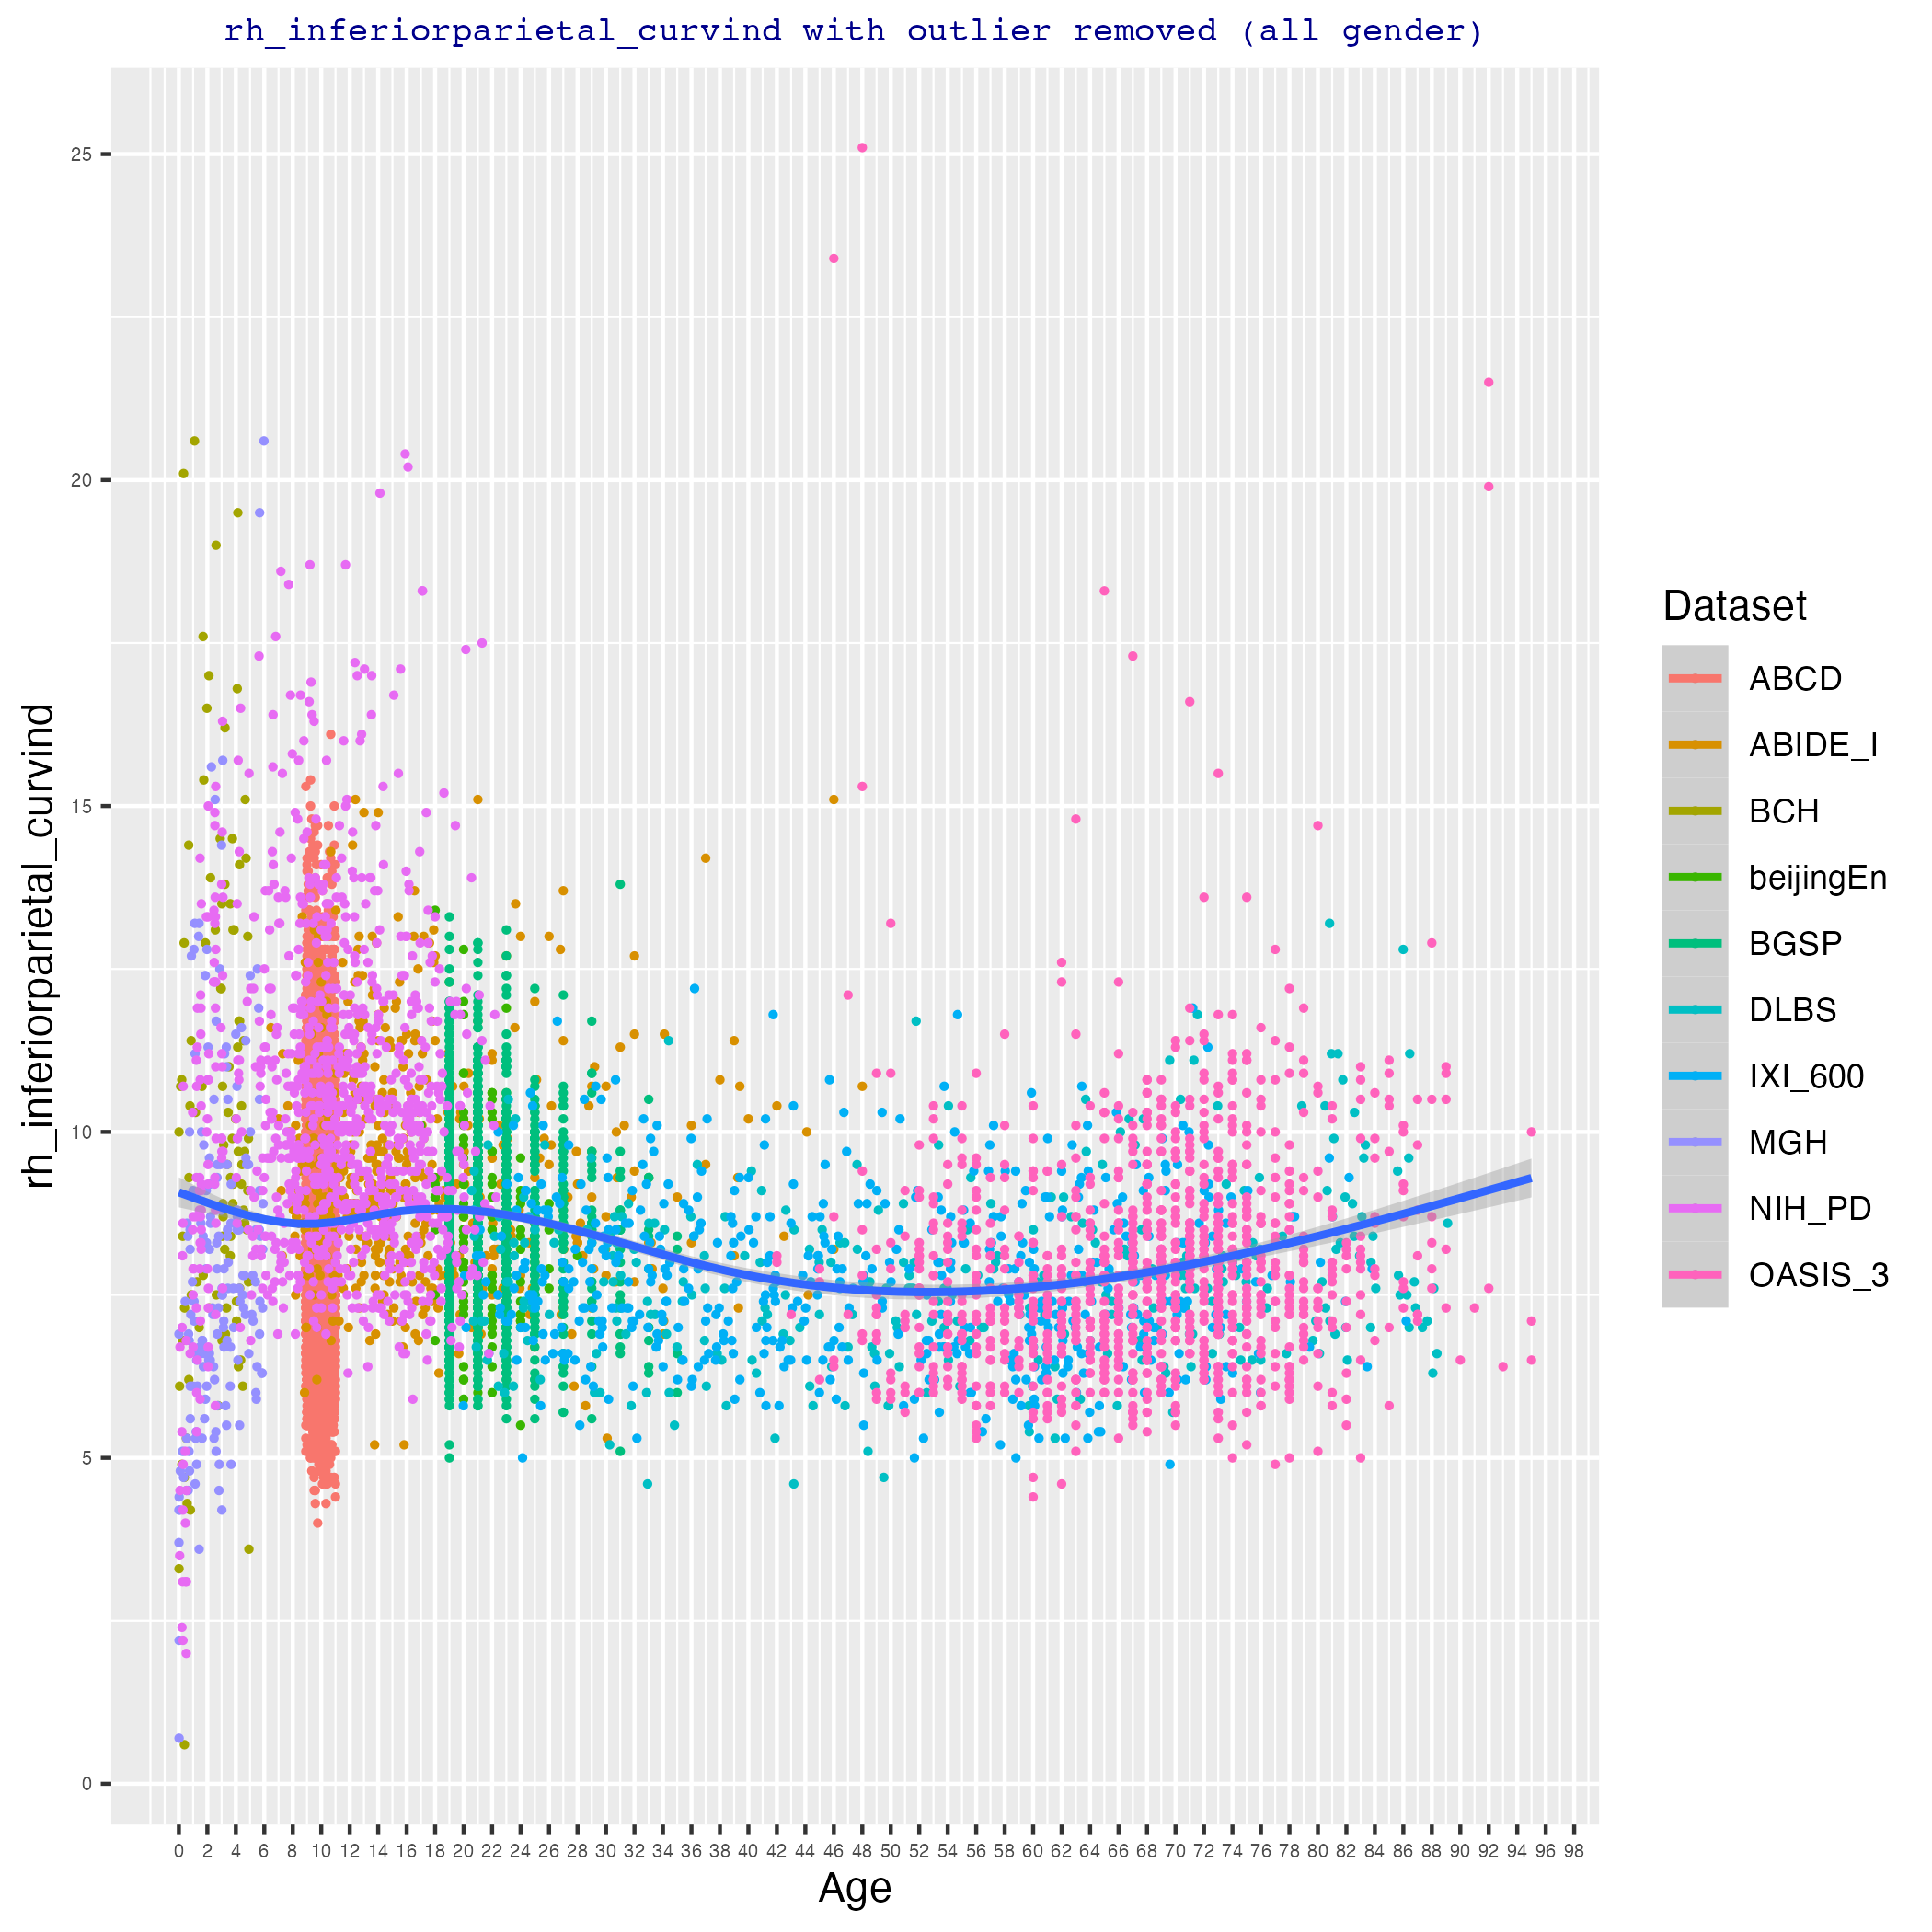 rh_inferiorparietal_curvind with outlier removed (all gender)
25
20
15
10
5
0
rh_inferiorparietal_curvind
0 2 4 6 8 10 12 14 16 18 20 22 24 26 28 30 32 34 36 38 40 42 44 46 48 50 52 54 56 58 60 62 64 66 68 70 72 74 76 78 80 82 84 86 88 90 92 94 96 98
Age
Dataset
ABCD
ABIDE_I
BCH
beijingEn
BGSP
DLBS
IXI_600
MGH
NIH_PD
OASIS_3